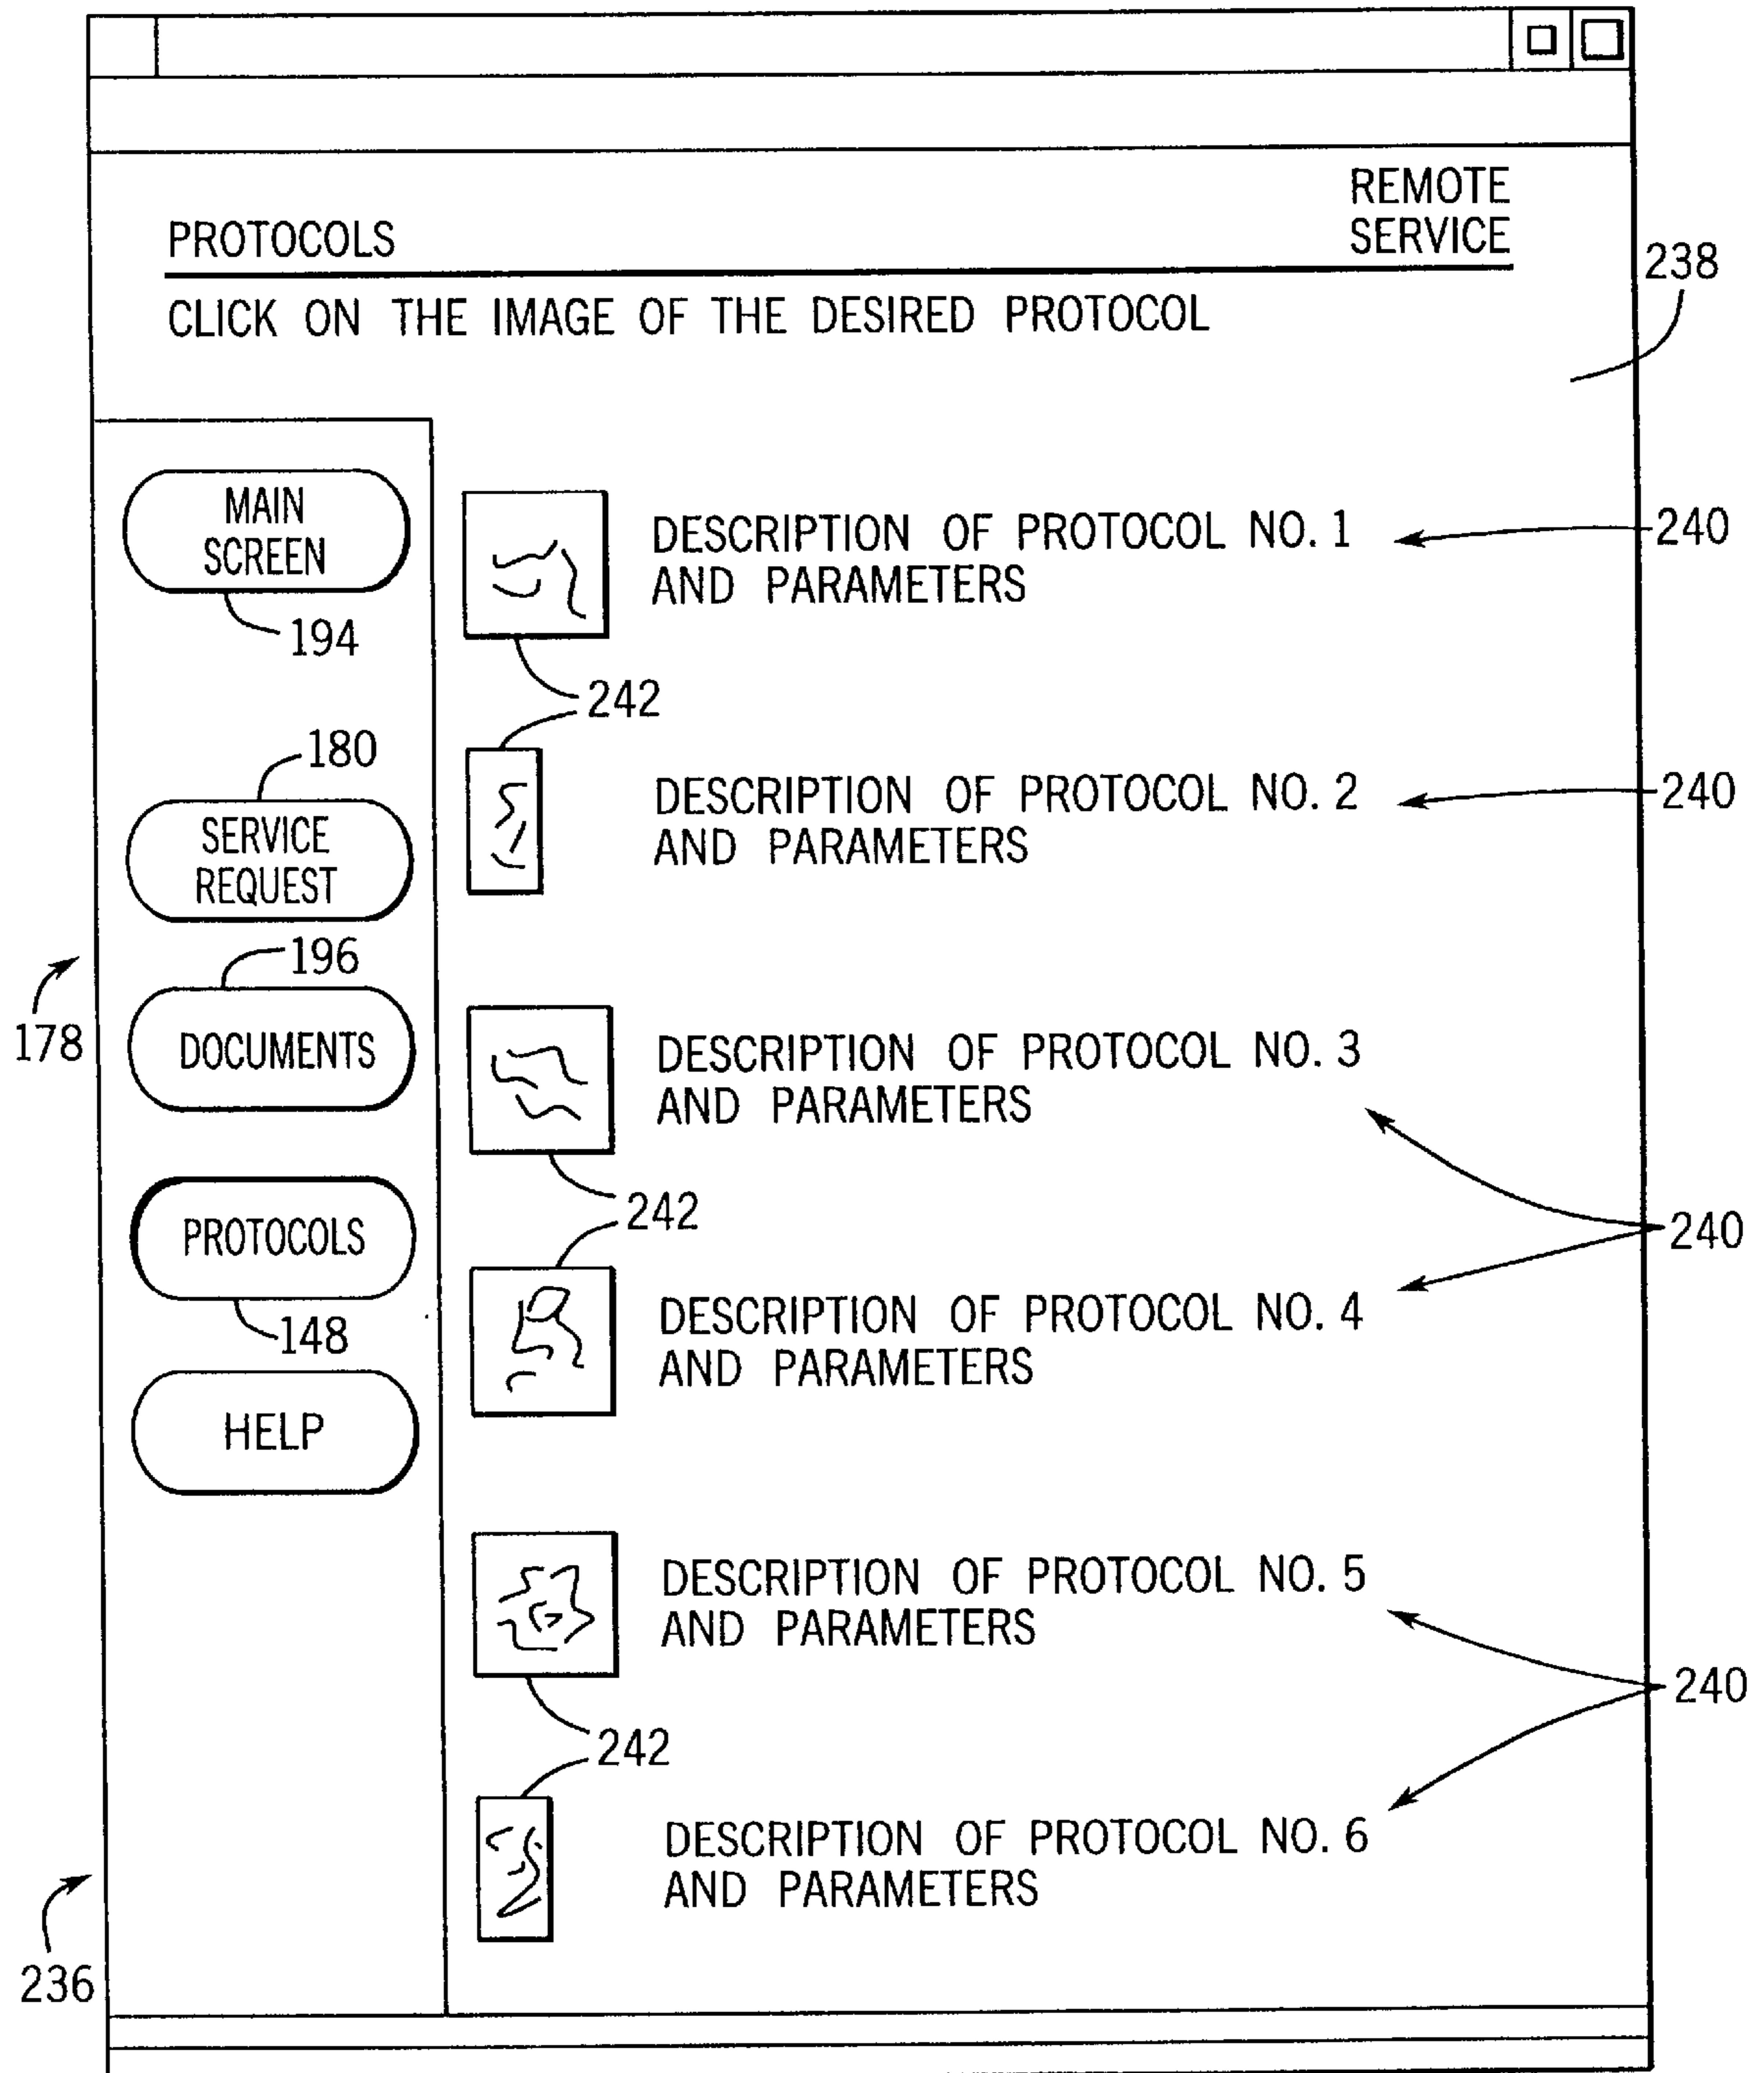 REMOTE
SERVICE
PROTOCOLS
238
CLICK ON THE IMAGE OF THE DESIRED PROTOCOL
MAIN
SCREEN
194
180
SERVICE
REQUEST
196
178
DOCUMENTS
PROTOCOLS
148
HELP
236
DESCRIPTION OF PROTOCOL NO. 1
AND PARAMETERS
240
242
DESCRIPTION OF PROTOCOL NO. 2
AND PARAMETERS
240
DESCRIPTION OF PROTOCOL NO. 3
AND PARAMETERS
242
240
DESCRIPTION OF PROTOCOL NO. 4
AND PARAMETERS
DESCRIPTION OF PROTOCOL NO. 5
AND PARAMETERS
240
242
DESCRIPTION OF PROTOCOL NO. 6
AND PARAMETERS